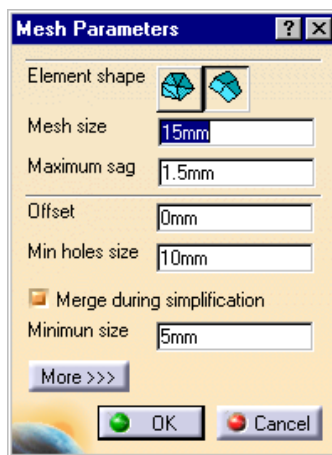 Mesh Parameters ? X
Element shape
Mesh size 15mm
Maximum sag 1.5mm
Offset 0mm
Min holes size 10mm
Merge during simplification
Minimun size 5mm
More >>>
OK Cancel